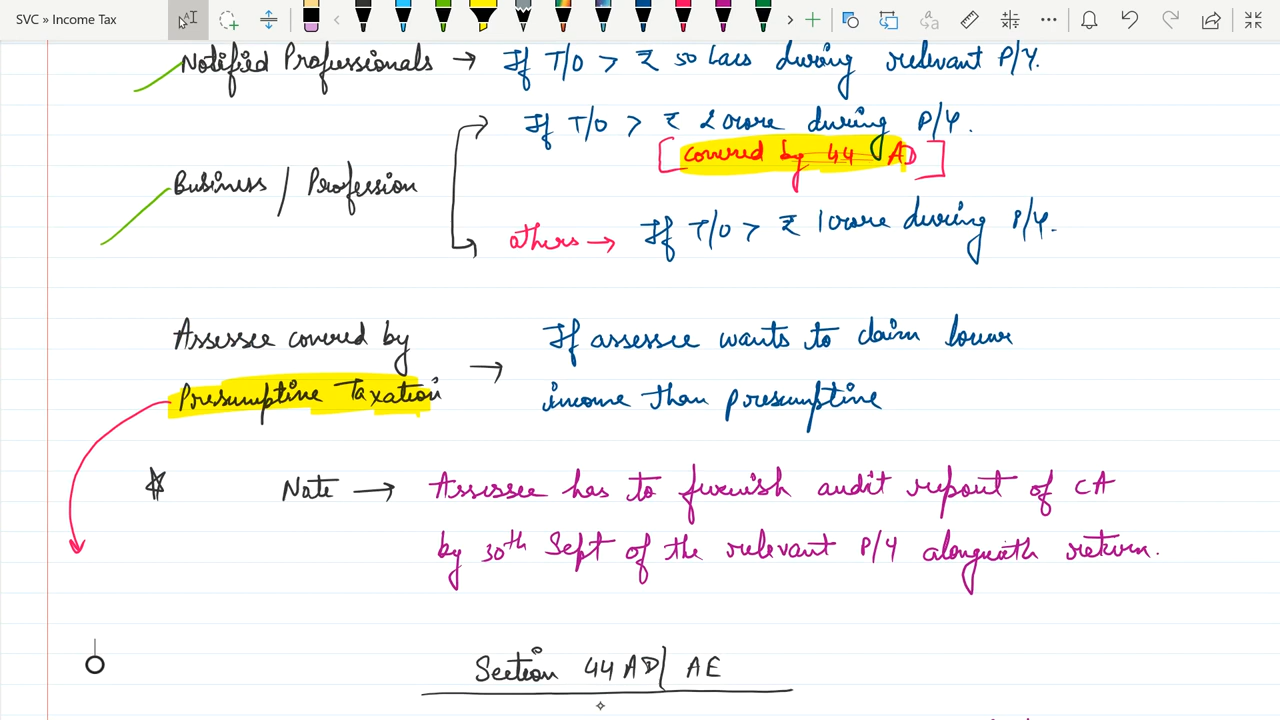 SVC » Income Tax
Notified Professionals → If T/O > ₹ 50 lacs during relevant P/Y.
If T/O > ₹ 2 crore during P/Y.
[covered by 44 AD]
Business / Profession
others → If T/O > ₹ 1 crore during P/Y.
Assessee covered by → If assessee wants to claim lower
Presumptive Taxation income than presumptive
Note → Assessee has to furnish audit report of CA
by 30th Sept of the relevant P/Y alongwith return.
Section 44 AD/ AE